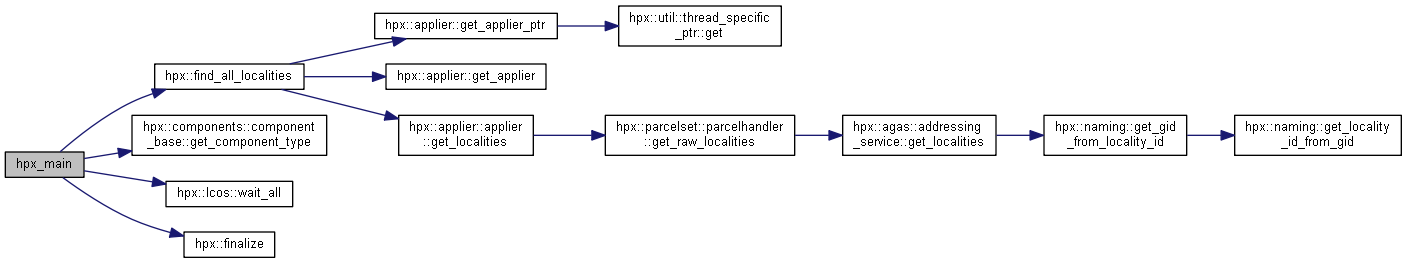 hpx_main
hpx::find_all_localities
hpx::applier::get_applier_ptr
hpx::util::thread_specific
_ptr::get
hpx::applier::get_applier
hpx::applier::applier
::get_localities
hpx::parcelset::parcelhandler
::get_raw_localities
hpx::agas::addressing
_service::get_localities
hpx::naming::get_gid
_from_locality_id
hpx::naming::get_locality
_id_from_gid
hpx::components::component
_base::get_component_type
hpx::lcos::wait_all
hpx::finalize